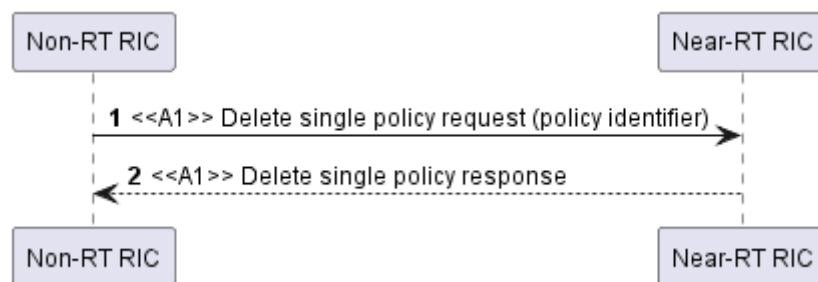 Non-RT RIC
Near-RT RIC
1 <<A1>> Delete single policy request (policy identifier)
2 <<A1>> Delete single policy response
Non-RT RIC
Near-RT RIC